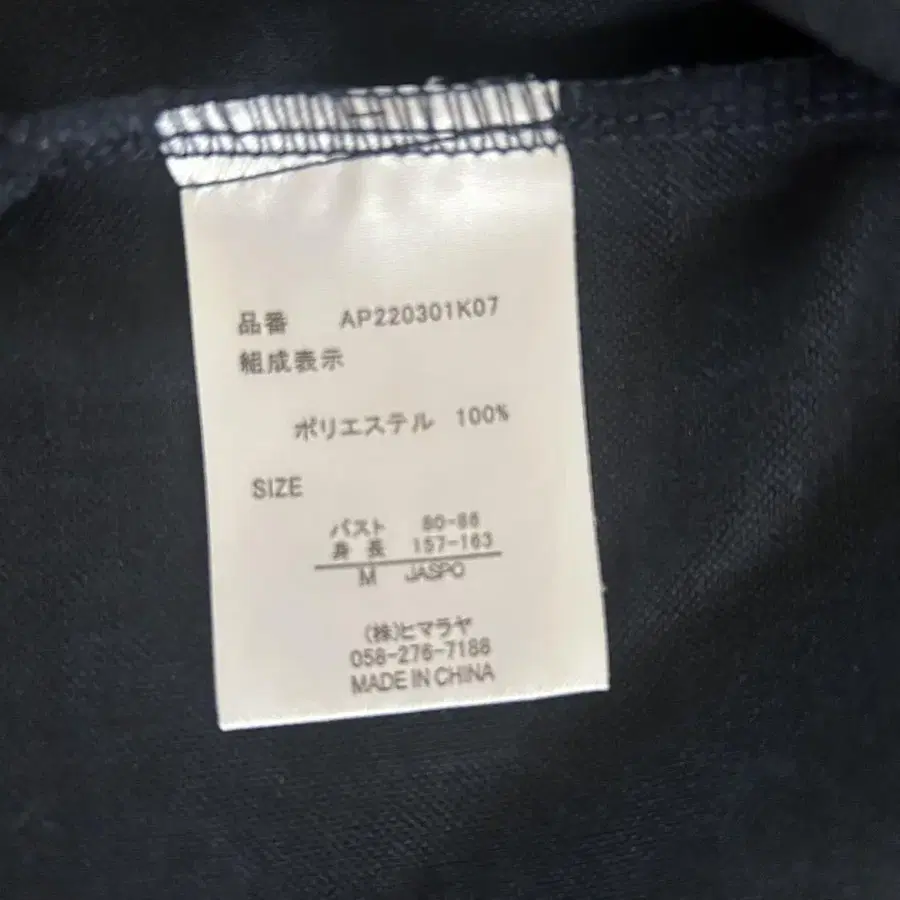 品番 AP220301K07
組成表示
ポリエステル 100%
SIZE
バスト 80-86
身長 157-163
M JASPO
(株)ヒマラヤ
058-276-7188
MADE IN CHINA